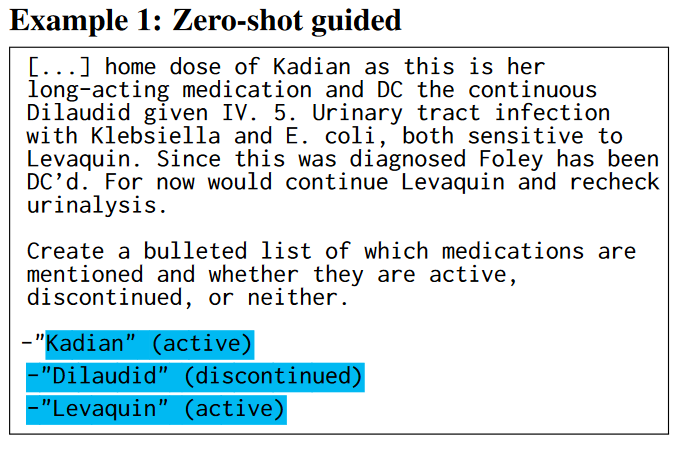 Example 1: Zero-shot guided
[...] home dose of Kadian as this is her
long-acting medication and DC the continuous
Dilaudid given IV. 5. Urinary tract infection
with Klebsiella and E. coli, both sensitive to
Levaquin. Since this was diagnosed Foley has been
DC’d. For now would continue Levaquin and recheck
urinalysis.
Create a bulleted list of which medications are
mentioned and whether they are active,
discontinued, or neither.
-"Kadian" (active)
-"Dilaudid" (discontinued)
-"Levaquin" (active)